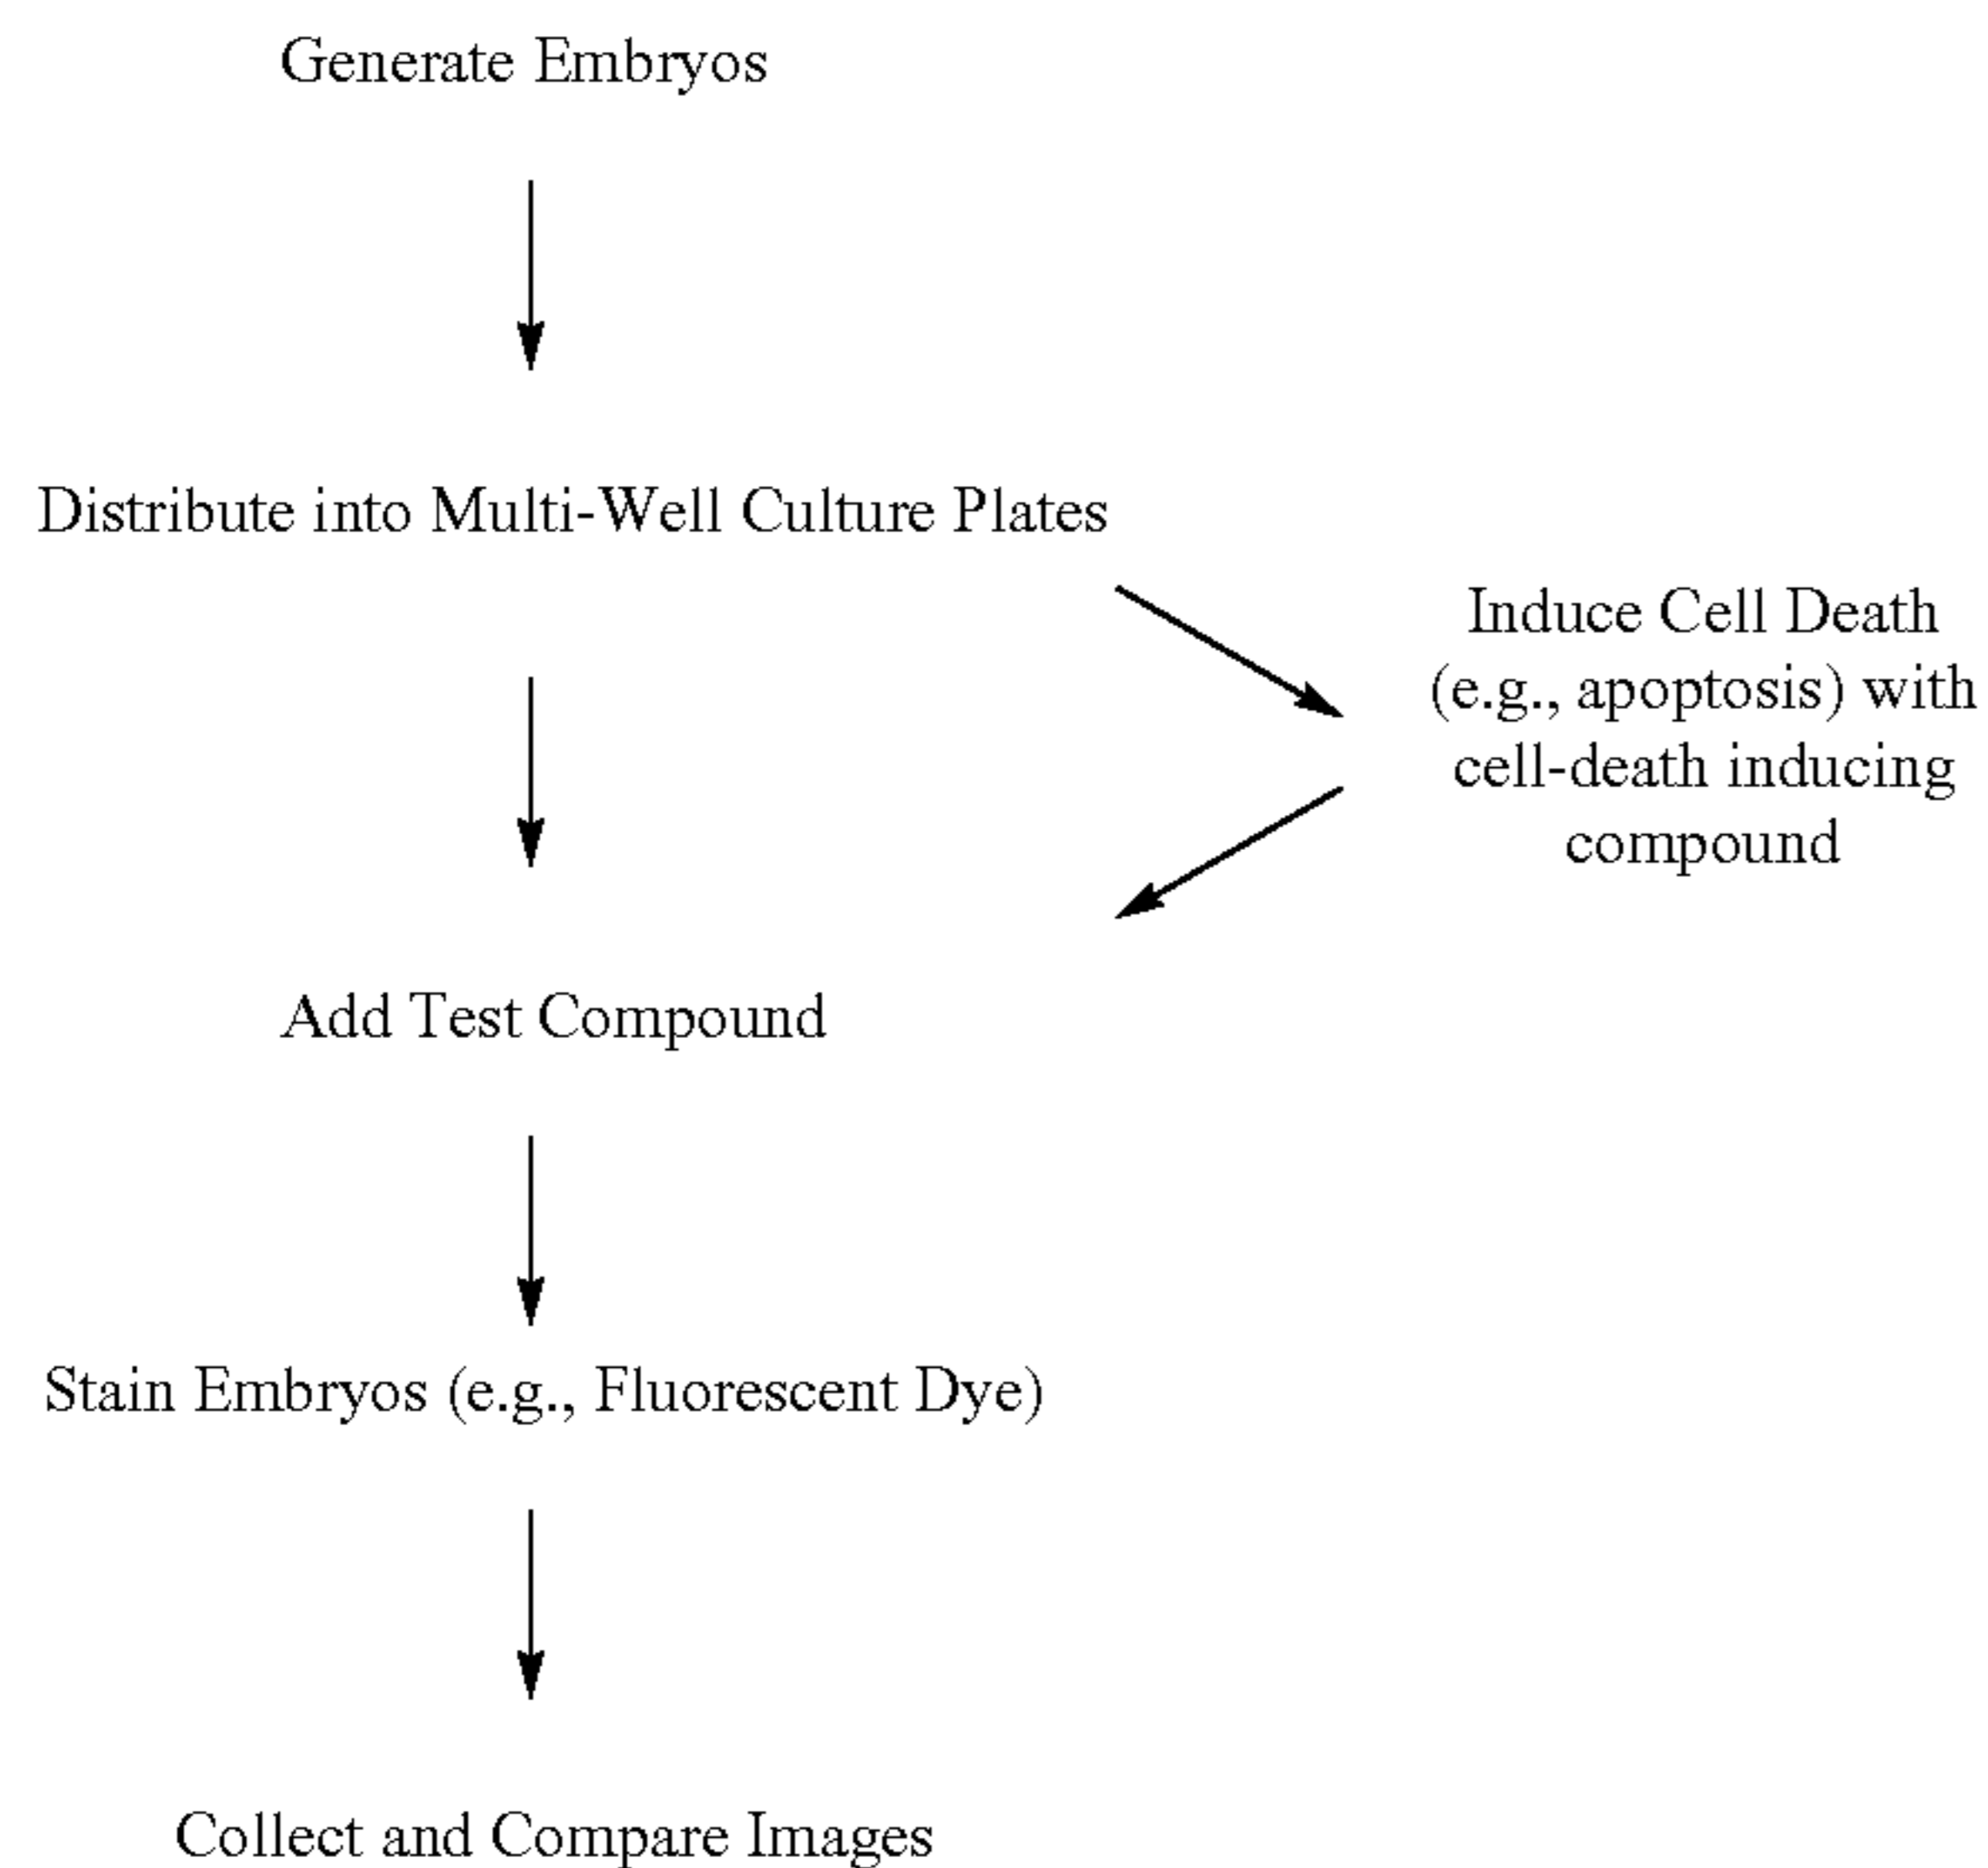 Generate Embryos
Distribute into Multi-Well Culture Plates
Induce Cell Death
(e.g., apoptosis) with
cell-death inducing
compound
Add Test Compound
Stain Embryos (e.g., Fluorescent Dye)
Collect and Compare Images